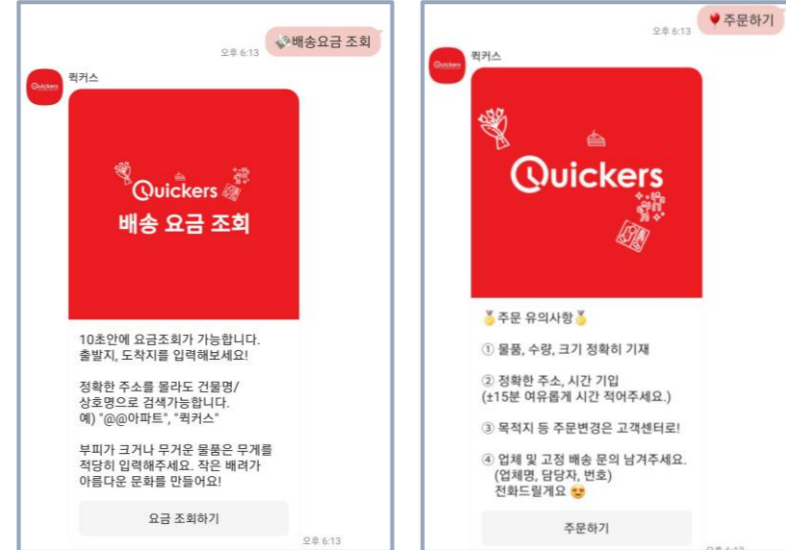 💸배송요금 조회
오후 6:13
Quickers
퀵커스
Quickers
배송 요금 조회
10초안에 요금조회가 가능합니다.
출발지, 도착지를 입력해보세요!
정확한 주소를 몰라도 건물명/
상호명으로 검색가능합니다.
예) "@@아파트", "퀵커스"
부피가 크거나 무거운 물품은 무게를
적당히 입력해주세요. 작은 배려가
아름다운 문화를 만들어요!
요금 조회하기
오후 6:13
🎈주문하기
오후 6:13
Quickers
퀵커스
Quickers
🏅주문 유의사항🏅
① 물품, 수량, 크기 정확히 기재
② 정확한 주소, 시간 기입
(±15분 여유롭게 시간 적어주세요.)
③ 목적지 등 주문변경은 고객센터로!
④ 업체 및 고정 배송 문의 남겨주세요.
(업체명, 담당자, 번호)
전화드릴게요 😍
주문하기
오후 6:13